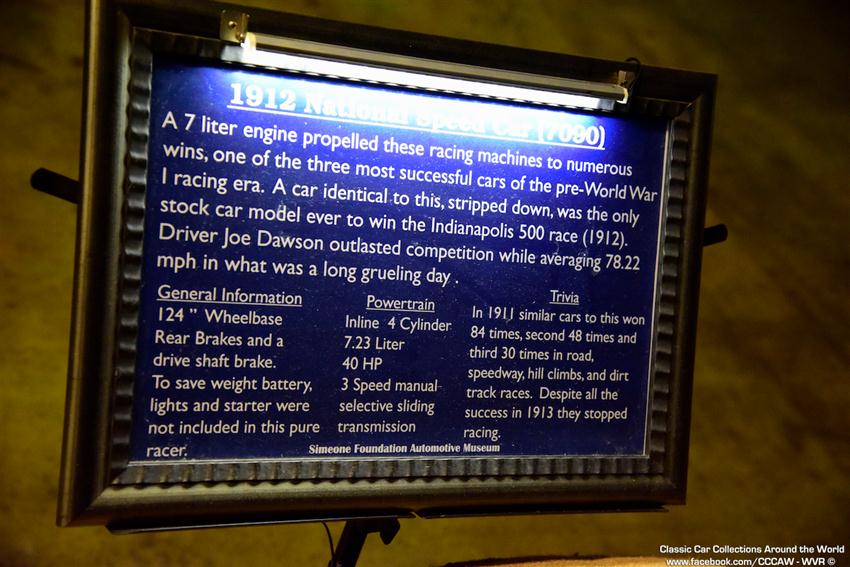 1912 National Speed Car (7090)
A 7 liter engine propelled these racing machines to numerous
wins, one of the three most successful cars of the pre-World War
I racing era. A car identical to this, stripped down, was the only
stock car model ever to win the Indianapolis 500 race (1912).
Driver Joe Dawson outlasted competition while averaging 78.22
mph in what was a long grueling day .
General Information
124 " Wheelbase
Rear Brakes and a
drive shaft brake.
To save weight battery,
lights and starter were
not included in this pure
racer.
Powertrain
Inline 4 Cylinder
7.23 Liter
40 HP
3 Speed manual-
selective sliding
transmission
Trivia
In 1911 similar cars to this won
84 times, second 48 times and
third 30 times in road,
speedway, hill climbs, and dirt
track races. Despite all the
success in 1913 they stopped
racing.
Simeone Foundation Automotive Museum
Classic Car Collections Around the World
www.facebook.com/CCCAW - WVR ©